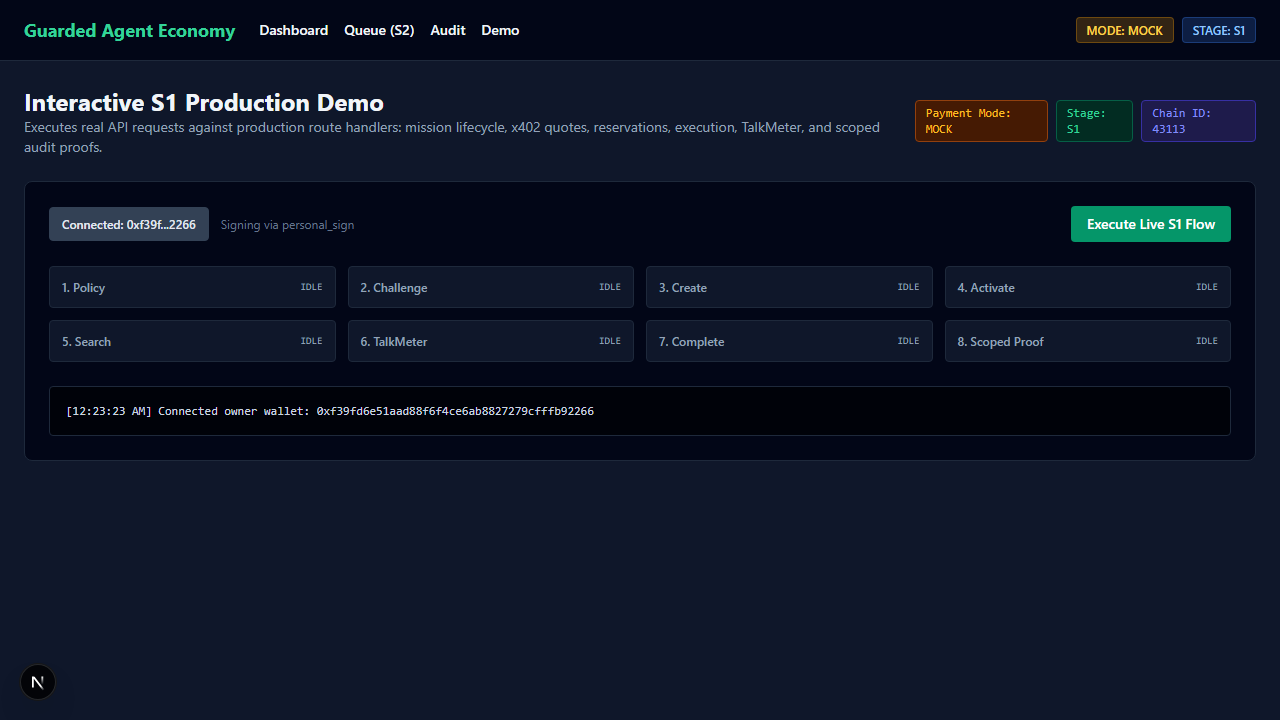 Guarded Agent Economy Dashboard Queue (S2) Audit Demo MODE: MOCK STAGE: S1
Interactive S1 Production Demo
Executes real API requests against production route handlers: mission lifecycle, x402 quotes, reservations, execution, TalkMeter, and scoped
audit proofs.
Payment Mode:
MOCK
Stage:
S1
Chain ID:
43113
Connected: 0xf39f...2266 Signing via personal_sign Execute Live S1 Flow
1. Policy IDLE 2. Challenge IDLE 3. Create IDLE 4. Activate IDLE
5. Search IDLE 6. TalkMeter IDLE 7. Complete IDLE 8. Scoped Proof IDLE
[12:23:23 AM] Connected owner wallet: 0xf39fd6e51aad88f6f4ce6ab8827279cfffb92266
N